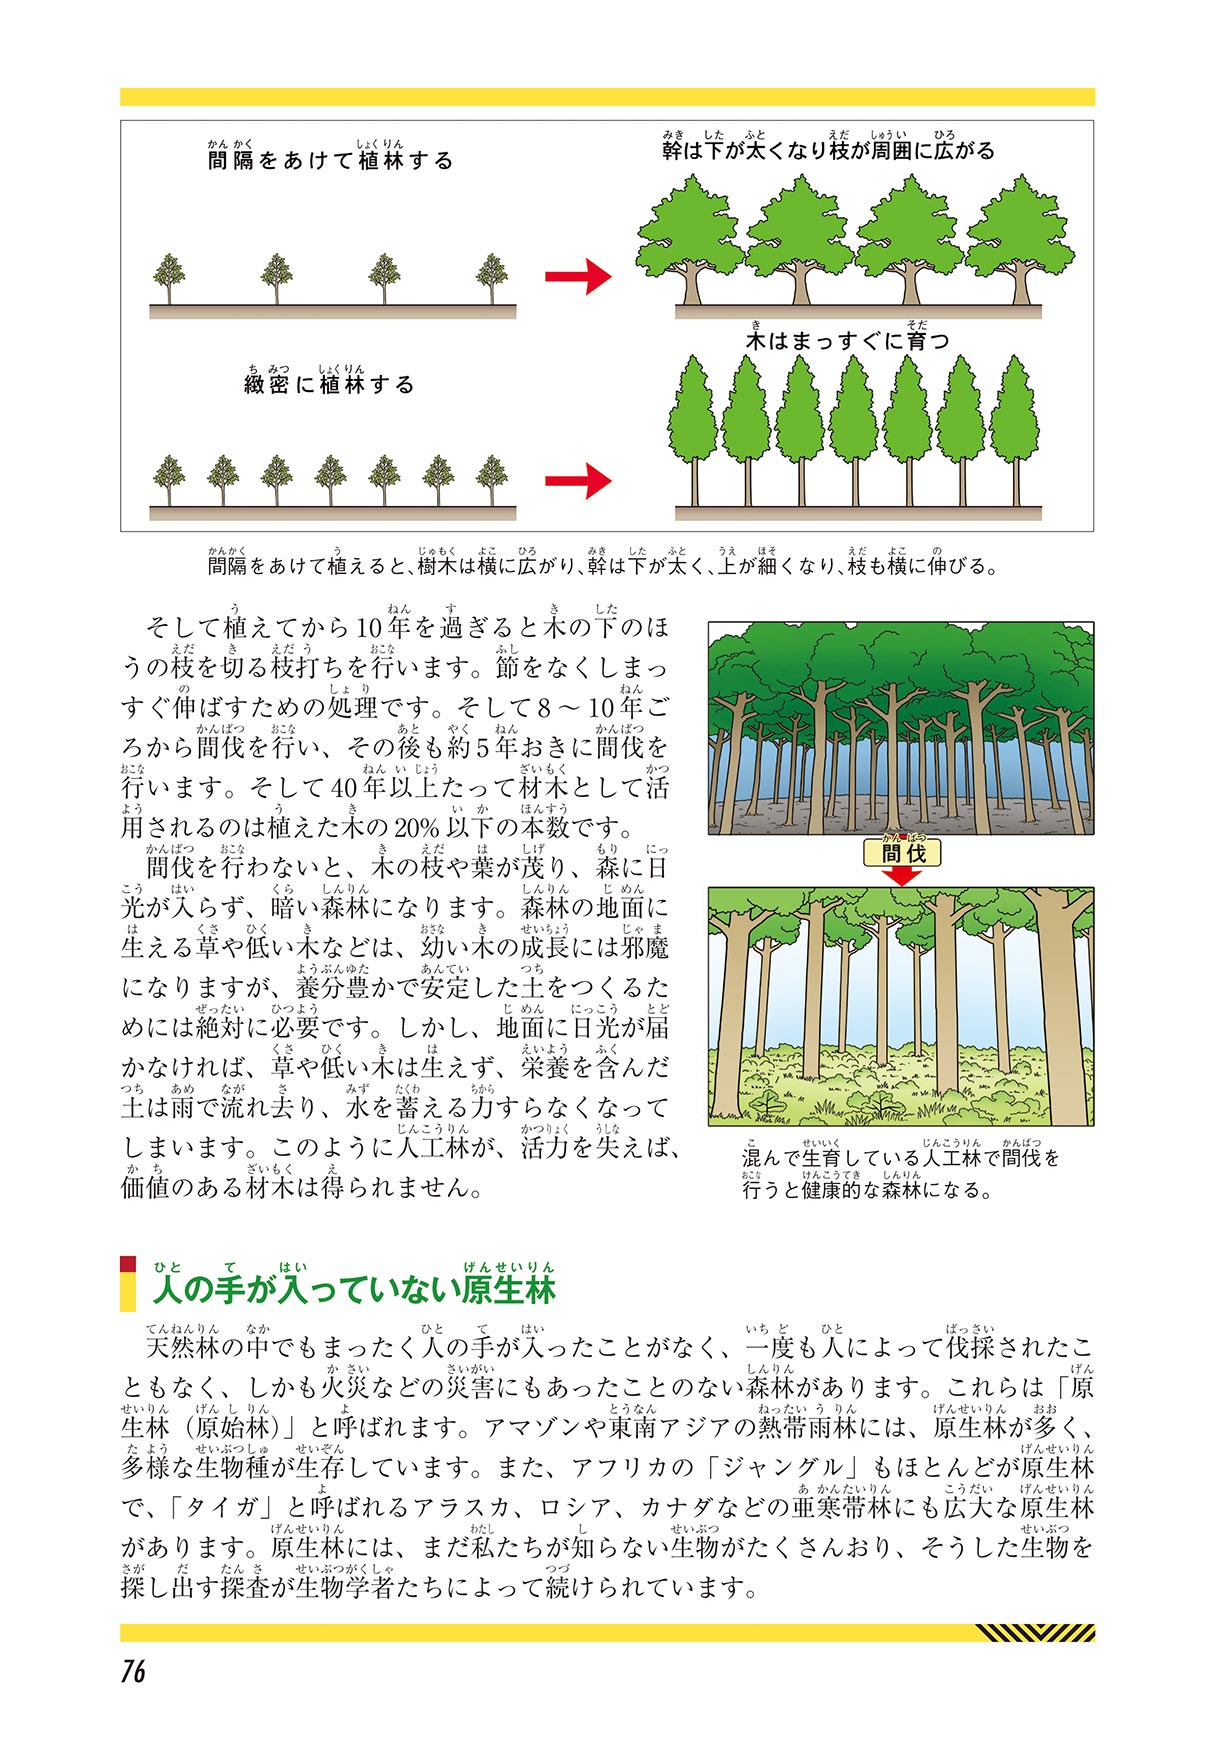 間隔をあけて植林する
幹は下が太くなり枝が周囲に広がる
緻密に植林する
木はまっすぐに育つ
間隔をあけて植えると、樹木は横に広がり、幹は下が太く、上が細くなり、枝も横に伸びる。
そして植えてから10年を過ぎると木の下のほ
うの枝を切る枝打ちを行います。節をなくしまっ
すぐ伸ばすための処理です。そして8～10年ご
ろから間伐を行い、その後も約5年おきに間伐を
行います。そして40年以上たって材木として活
用されるのは植えた木の20%以下の本数です。
間伐を行わないと、木の枝や葉が茂り、森に日
光が入らず、暗い森林になります。森林の地面に
生える草や低い木などは、幼い木の成長には邪魔
になりますが、養分豊かで安定した土をつくるた
めには絶対に必要です。しかし、地面に日光が届
かなければ、草や低い木は生えず、栄養を含んだ
土は雨で流れ去り、水を蓄える力すらなくなって
しまいます。このように人工林が、活力を失えば、
価値のある材木は得られません。
間伐
混んで生育している人工林で間伐を
行うと健康的な森林になる。
人の手が入っていない原生林
天然林の中でもまったく人の手が入ったことがなく、一度も人によって伐採されたこ
ともなく、しかも火災などの災害にもあったことのない森林があります。これらは「原
生林（原始林）」と呼ばれます。アマゾンや東南アジアの熱帯雨林には、原生林が多く、
多様な生物種が生存しています。また、アフリカの「ジャングル」もほとんどが原生林
で、「タイガ」と呼ばれるアラスカ、ロシア、カナダなどの亜寒帯林にも広大な原生林
があります。原生林には、まだ私たちが知らない生物がたくさんおり、そうした生物を
探し出す探査が生物学者たちによって続けられています。
76